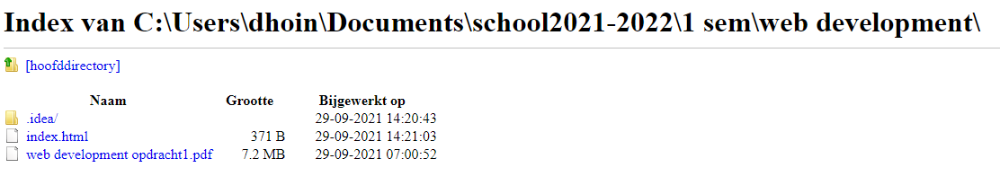 Index van C:\Users\dhoin\Documents\school2021-2022\1 sem\web development\
[hoofddirectory]
Naam Grootte Bijgewerkt op
.idea/ 29-09-2021 14:20:43
index.html 371 B 29-09-2021 14:21:03
web development opdracht1.pdf 7.2 MB 29-09-2021 07:00:52